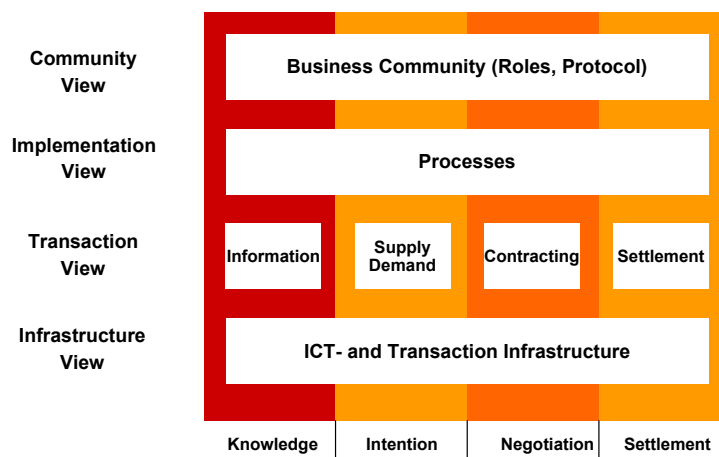 Community
View
Business Community (Roles, Protocol)
Implementation
View
Processes
Transaction
View
Information
Supply
Demand
Contracting
Settlement
Infrastructure
View
ICT- and Transaction Infrastructure
Knowledge
Intention
Negotiation
Settlement